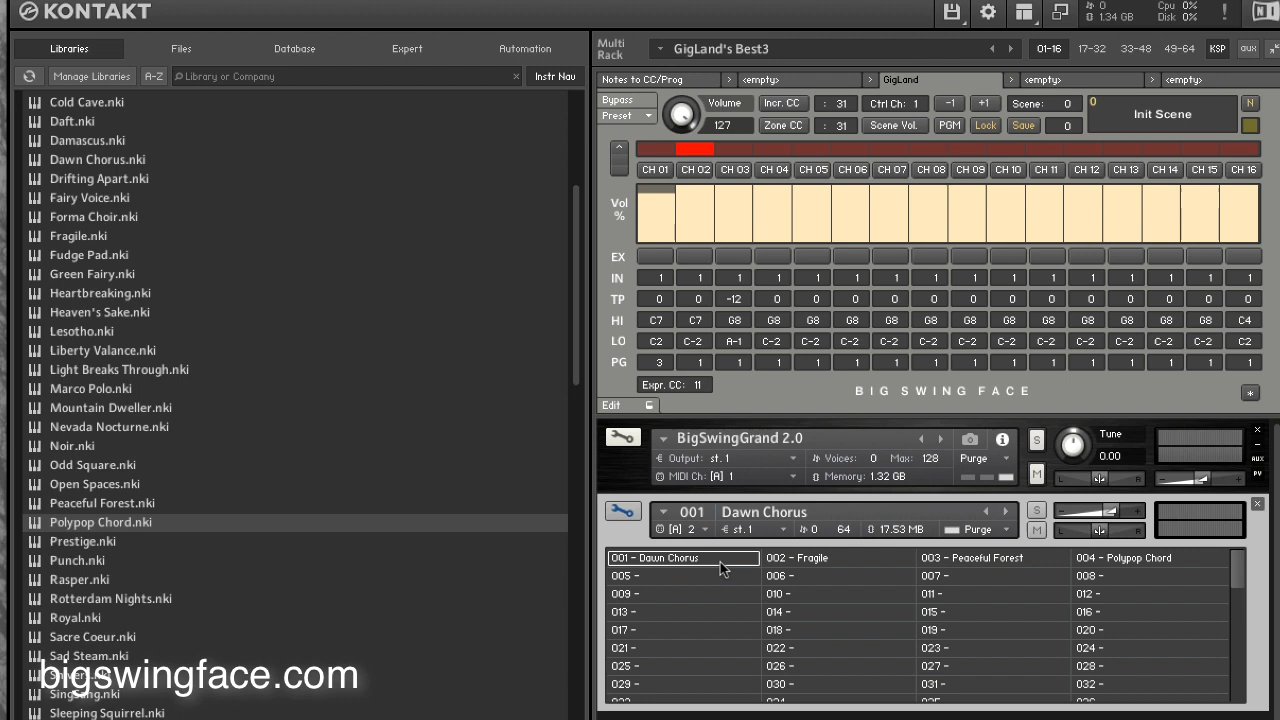 KONTAKT
0
1.34 GB
Cpu 0%
Disk 0%
Libraries Files Database Expert Automation
Manage Libraries A-Z Library or Company Instr Nav
Cold Cave.nki
Daft.nki
Damascus.nki
Dawn Chorus.nki
Drifting Apart.nki
Fairy Voice.nki
Forma Choir.nki
Fragile.nki
Fudge Pad.nki
Green Fairy.nki
Heartbreaking.nki
Heaven's Sake.nki
Lesotho.nki
Liberty Valance.nki
Light Breaks Through.nki
Marco Polo.nki
Mountain Dweller.nki
Nevada Nocturne.nki
Noir.nki
Odd Square.nki
Open Spaces.nki
Peaceful Forest.nki
Polypop Chord.nki
Prestige.nki
Punch.nki
Rasper.nki
Rotterdam Nights.nki
Royal.nki
Sacre Coeur.nki
Sad Steam.nki
SingSang.nki
Sleeping Squirrel.nki
bigswingface.com
Multi Rack
GigLand's Best3
01-16 17-32 33-48 49-64 KSP aux
Notes to CC/Prog <empty> GigLand <empty> <empty>
Bypass
Preset
Volume
127
Incr. CC : 31 Ctrl Ch: 1 -1 +1 Scene: 0
Zone CC : 31 Scene Vol. PGM Lock Save 0
0
Init Scene
N
CH 01 CH 02 CH 03 CH 04 CH 05 CH 06 CH 07 CH 08 CH 09 CH 10 CH 11 CH 12 CH 13 CH 14 CH 15 CH 16
Vol %
EX
IN 1 1 1 1 1 1 1 1 1 1 1 1 1 1 1 1
TP 0 0 -12 0 0 0 0 0 0 0 0 0 0 0 0 0
HI C7 C7 G8 G8 G8 G8 G8 G8 G8 G8 G8 G8 G8 G8 G8 C4
LO C2 C-2 A-1 C-2 C-2 C-2 C-2 C-2 C-2 C-2 C-2 C-2 C-2 C-2 C-2 C2
PG 3 1 1 1 1 1 1 1 1 1 1 1 1 1 1 1
Expr. CC: 11
BIG SWING FACE
Edit
BigSwingGrand 2.0
Output: st.1 Voices: 0 Max: 128 Purge
MIDI Ch: [A] 1 Memory: 1.32 GB
S
M
Tune
0.00
L R
AUX
PV
001 Dawn Chorus
[A] 2 st.1 0 64 17.53 MB Purge
S
M
L R
001 - Dawn Chorus 002 - Fragile 003 - Peaceful Forest 004 - Polypop Chord
005 - 006 - 007 - 008 -
009 - 010 - 011 - 012 -
013 - 014 - 015 - 016 -
017 - 018 - 019 - 020 -
021 - 022 - 023 - 024 -
025 - 026 - 027 - 028 -
029 - 030 - 031 - 032 -